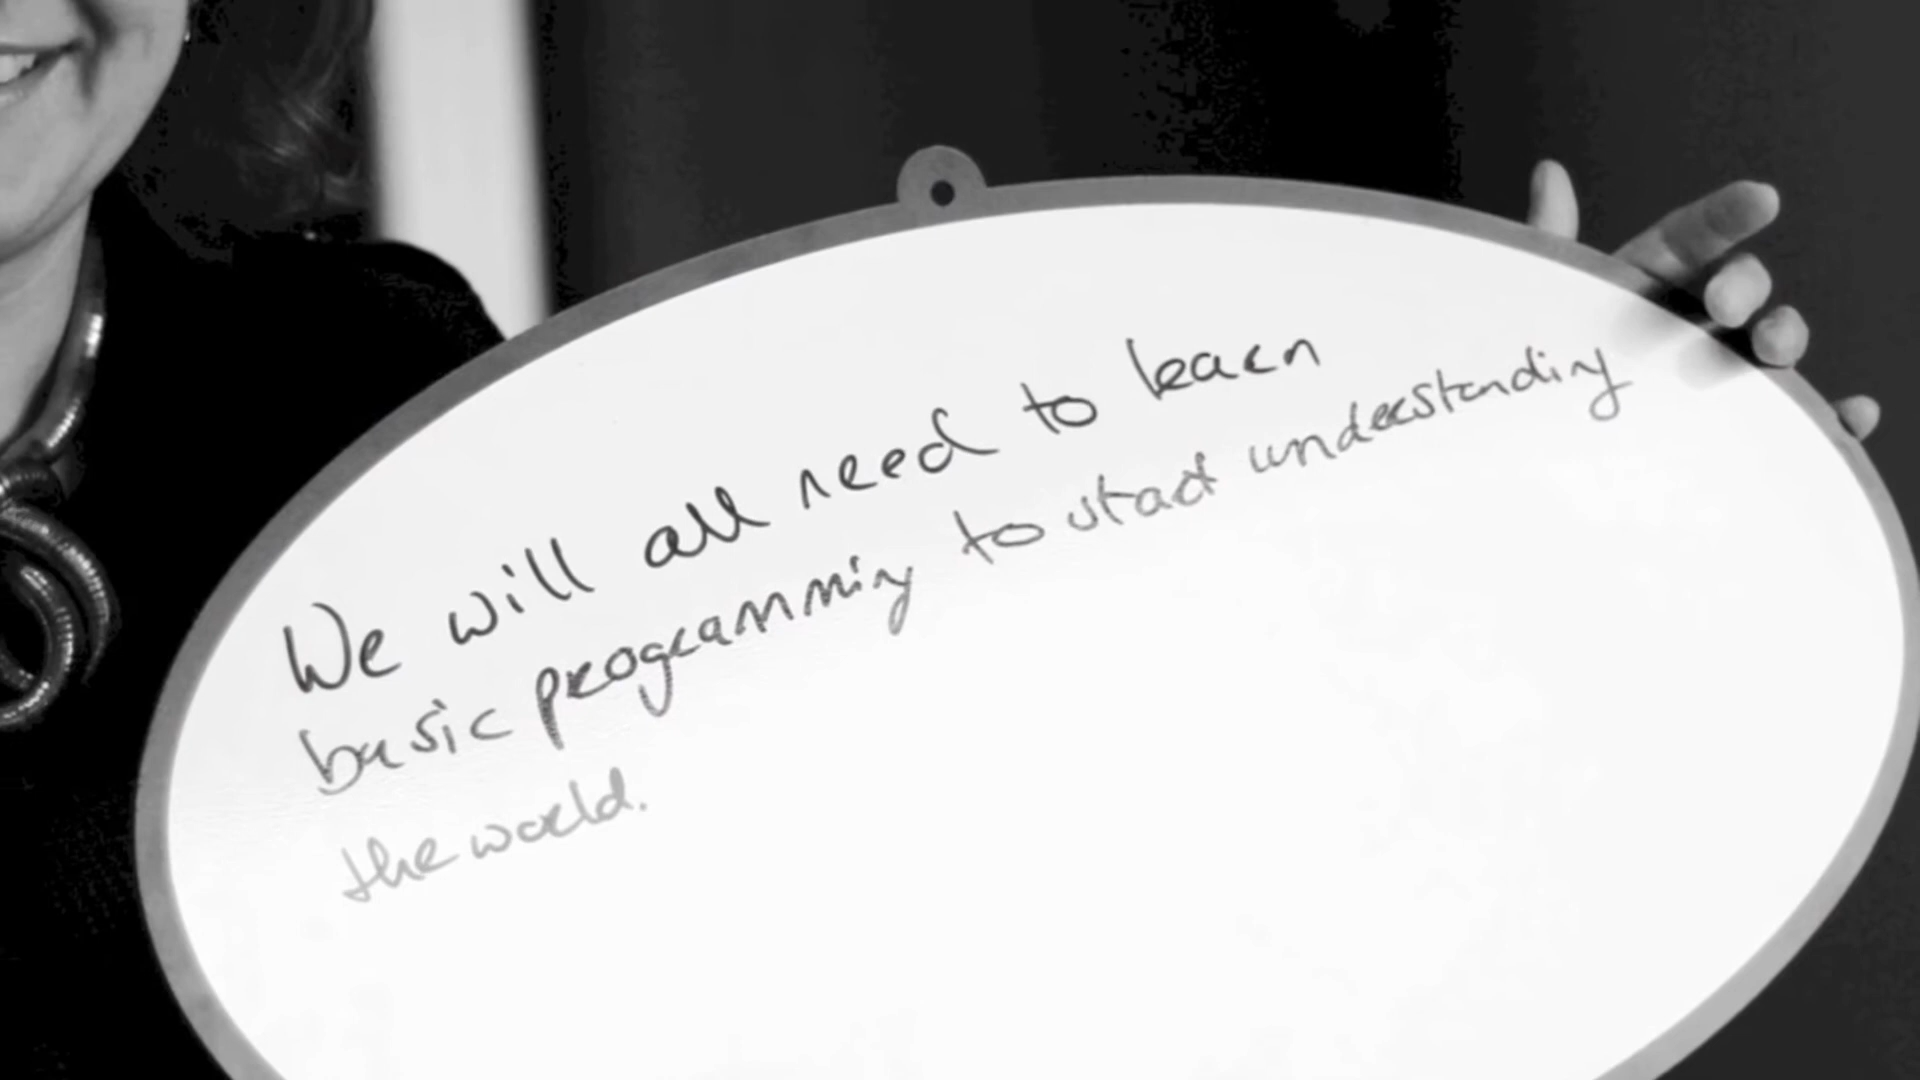 We will all need to learn
basic programming to start understanding
the world.